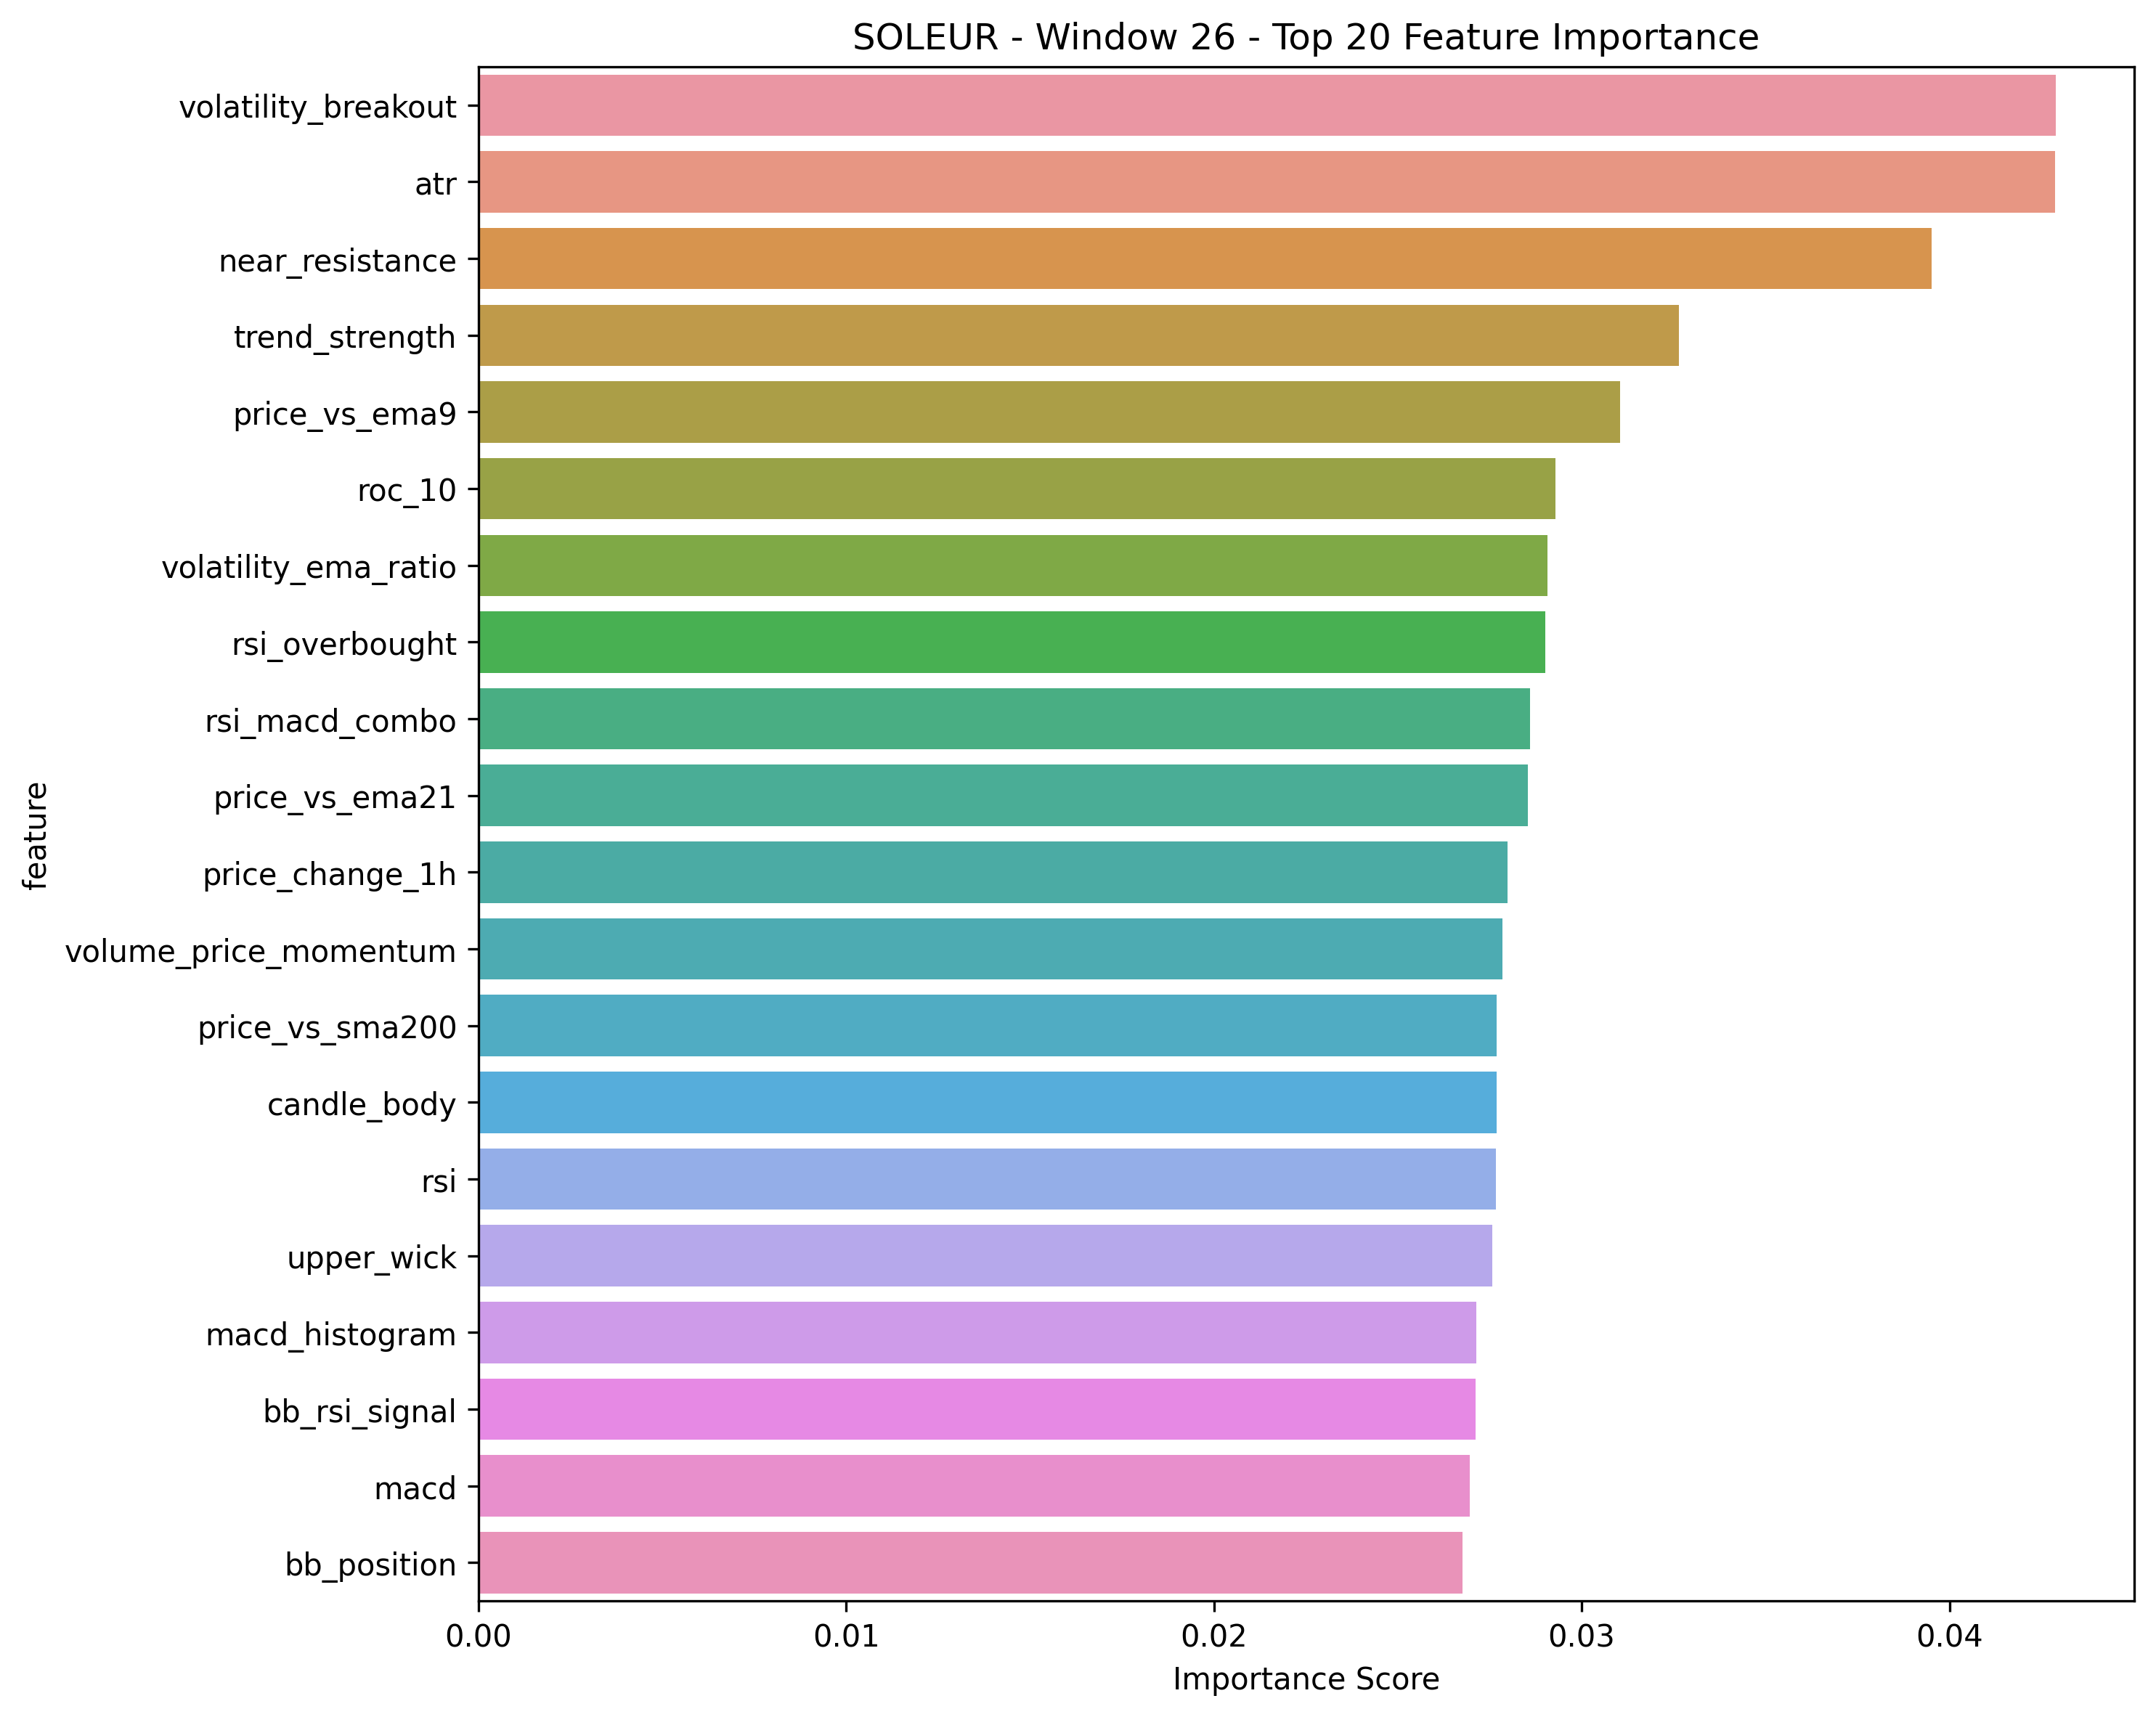 SOLEUR - Window 26 - Top 20 Feature Importance
volatility_breakout
atr
near_resistance
trend_strength
price_vs_ema9
roc_10
volatility_ema_ratio
rsi_overbought
rsi_macd_combo
price_vs_ema21
price_change_1h
volume_price_momentum
price_vs_sma200
candle_body
rsi
upper_wick
macd_histogram
bb_rsi_signal
macd
bb_position
feature
0.00 0.01 0.02 0.03 0.04
Importance Score